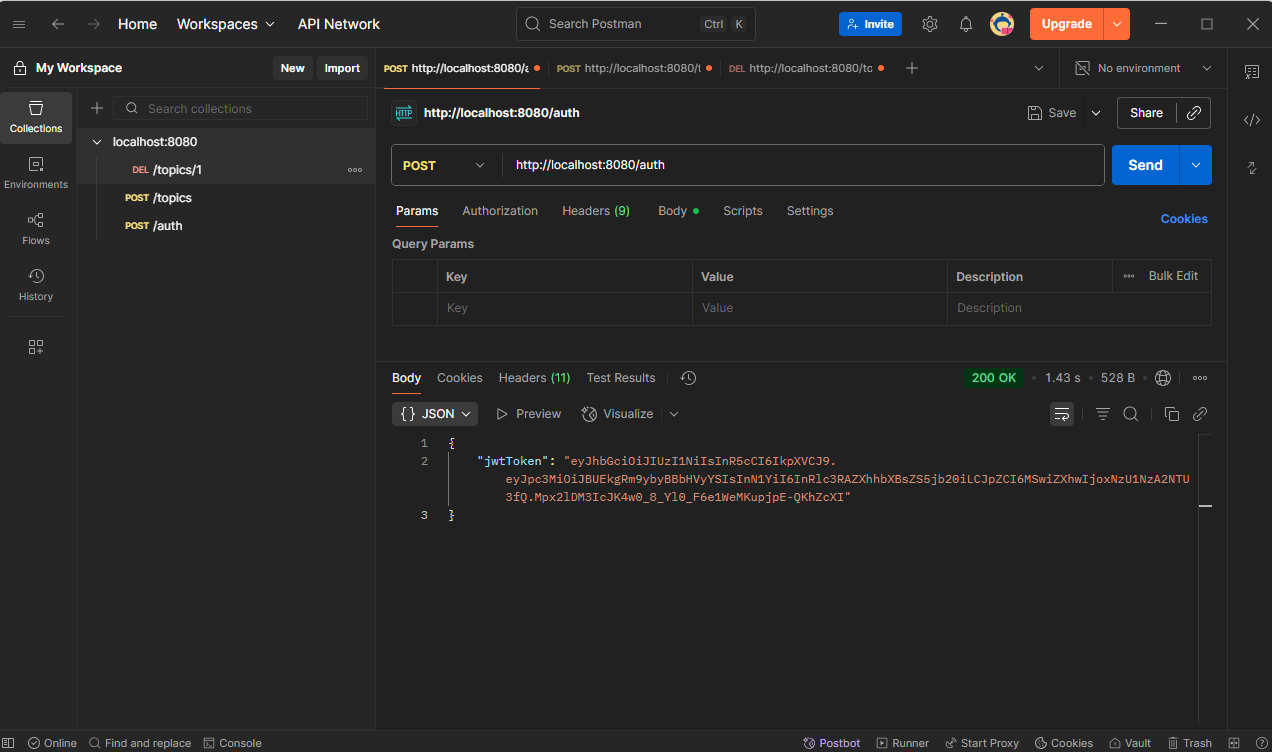 Home Workspaces API Network Search Postman Ctrl K Invite Upgrade
My Workspace New Import
POST http://localhost:8080/a POST http://localhost:8080/t DEL http://localhost:8080/to No environment
Collections
Environments
Flows
History
Search collections
localhost:8080
DEL /topics/1
POST /topics
POST /auth
HTTP http://localhost:8080/auth Save Share
POST http://localhost:8080/auth Send
Params Authorization Headers (9) Body Scripts Settings Cookies
Query Params
Key Value Description Bulk Edit
Key Value Description
Body Cookies Headers (11) Test Results 200 OK 1.43 s 528 B
{} JSON Preview Visualize
1 {
2 "jwtToken": "eyJhbGciOiJIUzI1NiIsInR5cCI6IkpXVCJ9.
eyJpc3MiOiJBUEkgRm9ybyBBbHVyYSIsInN1YiI6InRlc3RAZXhhbXBsZS5jb20iLCJpZCI6MSwiZXhwIjoxNzU1NzA2NTU
3fQ.Mpx2lDM3IcJK4w0_8_Yl0_F6e1WeMKupjpE-QKhZcXI"
3 }
Online Find and replace Console Postbot Runner Start Proxy Cookies Vault Trash